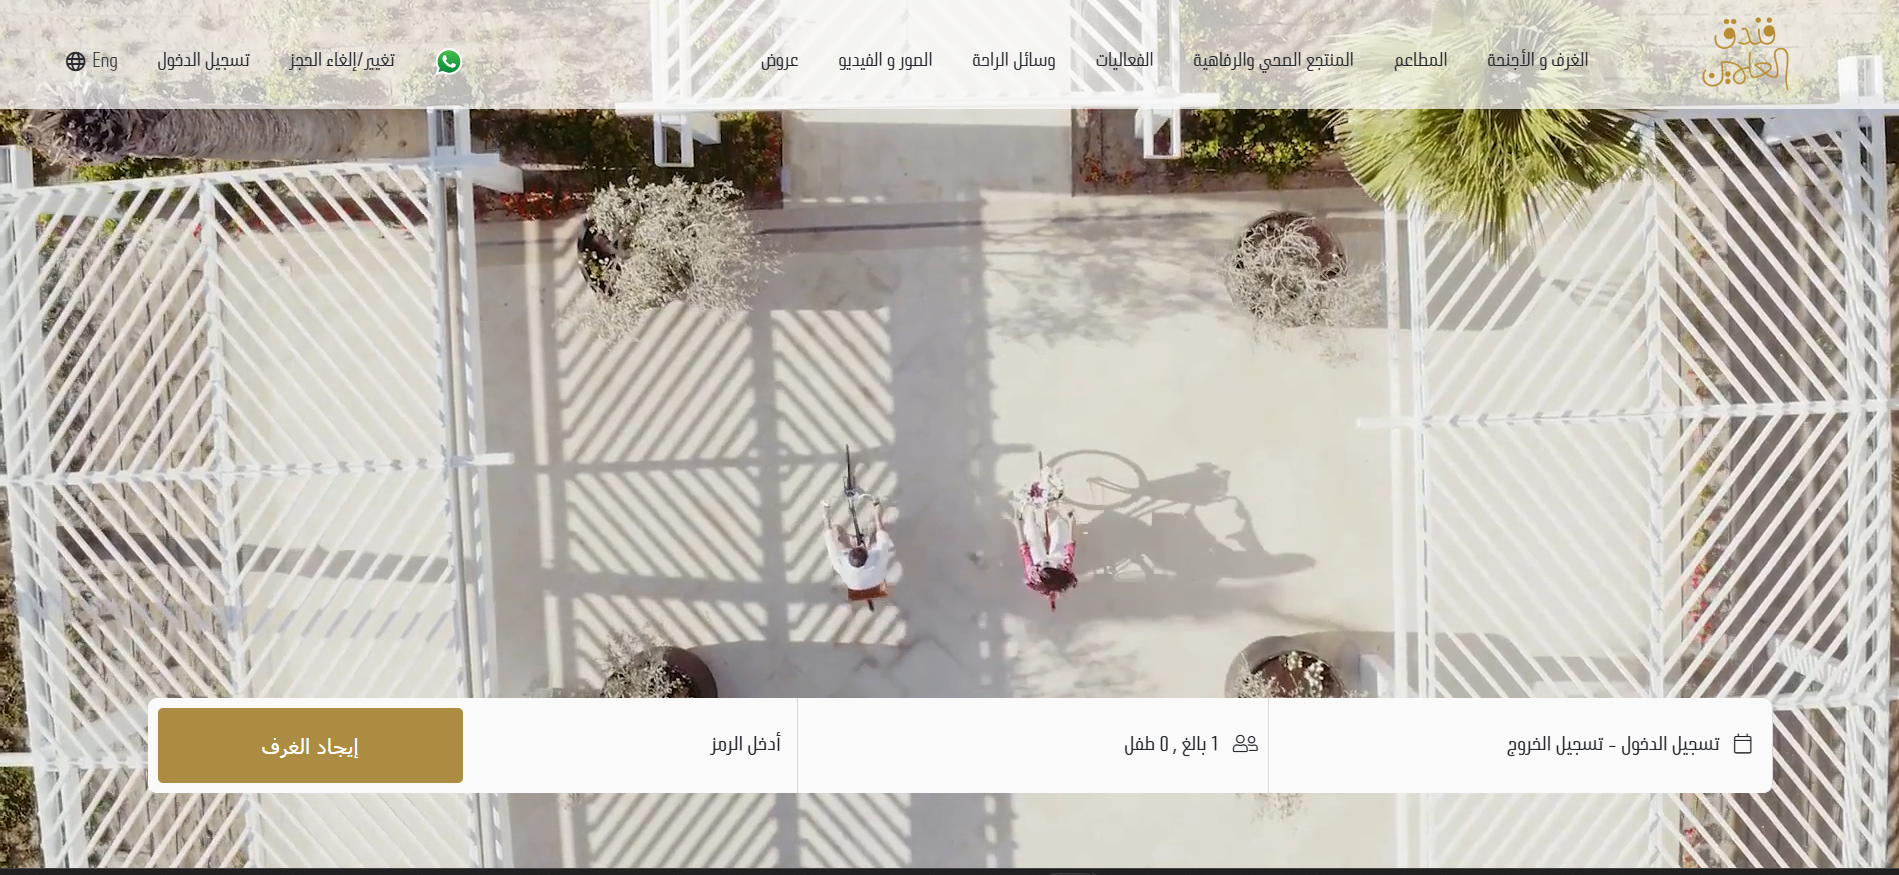 فندق
العلمين
الغرف و الأجنحة
المطاعم
المنتجع الصحي والرفاهية
الفعاليات
وسائل الراحة
الصور و الفيديو
عروض
تغيير/إلغاء الحجز
تسجيل الدخول
Eng
تسجيل الدخول - تسجيل الخروج
1 بالغ , 0 طفل
أدخل الرمز
إيجاد الغرف